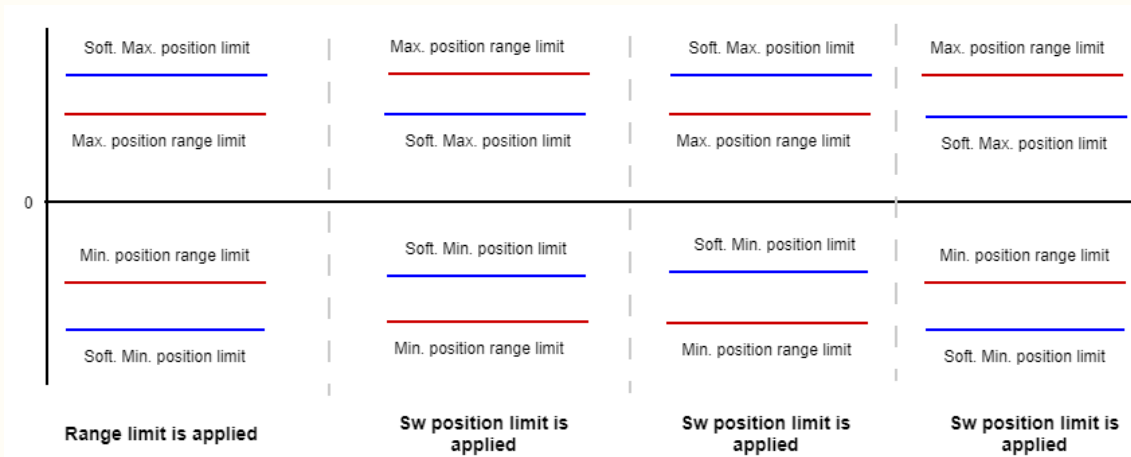 Soft. Max. position limit
Max. position range limit
0
Min. position range limit
Soft. Min. position limit
Range limit is applied
Max. position range limit
Soft. Max. position limit
Soft. Min. position limit
Min. position range limit
Sw position limit is
applied
Soft. Max. position limit
Max. position range limit
Soft. Min. position limit
Min. position range limit
Sw position limit is
applied
Max. position range limit
Soft. Max. position limit
Min. position range limit
Soft. Min. position limit
Sw position limit is
applied